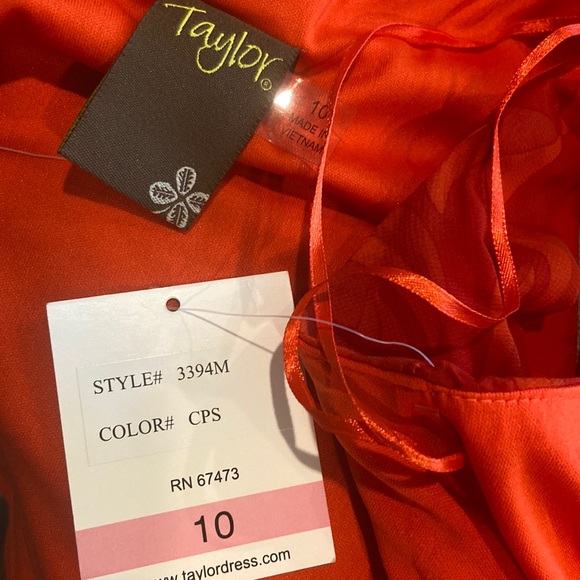 Taylor®
10
MADE IN
VIETNAM
STYLE# 3394M
COLOR# CPS
RN 67473
10
www.taylordress.com